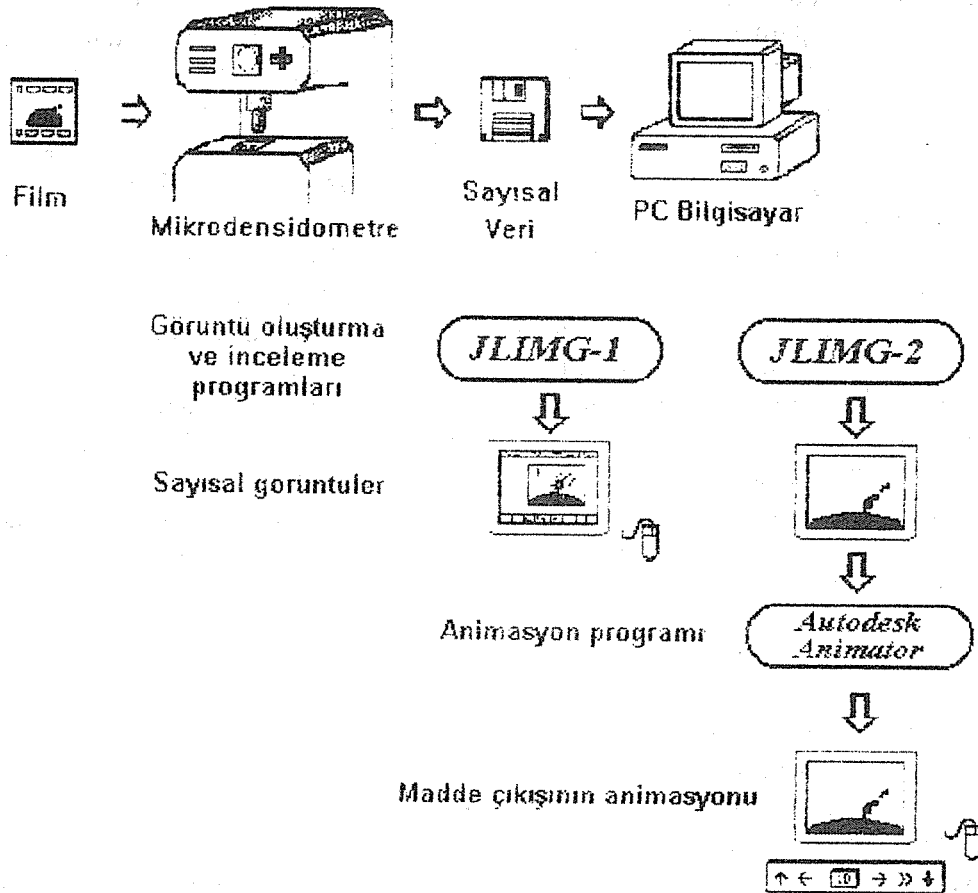 Film
Mikrodensidometre
Sayısal
Veri
PC Bilgisayar
Göruntü oluşturma
ve inceleme
programları
JLIMG-1
JLIMG-2
Sayısal goruntuler
Animasyon programı
Autodesk
Animator
Madde çıkışının animasyonu